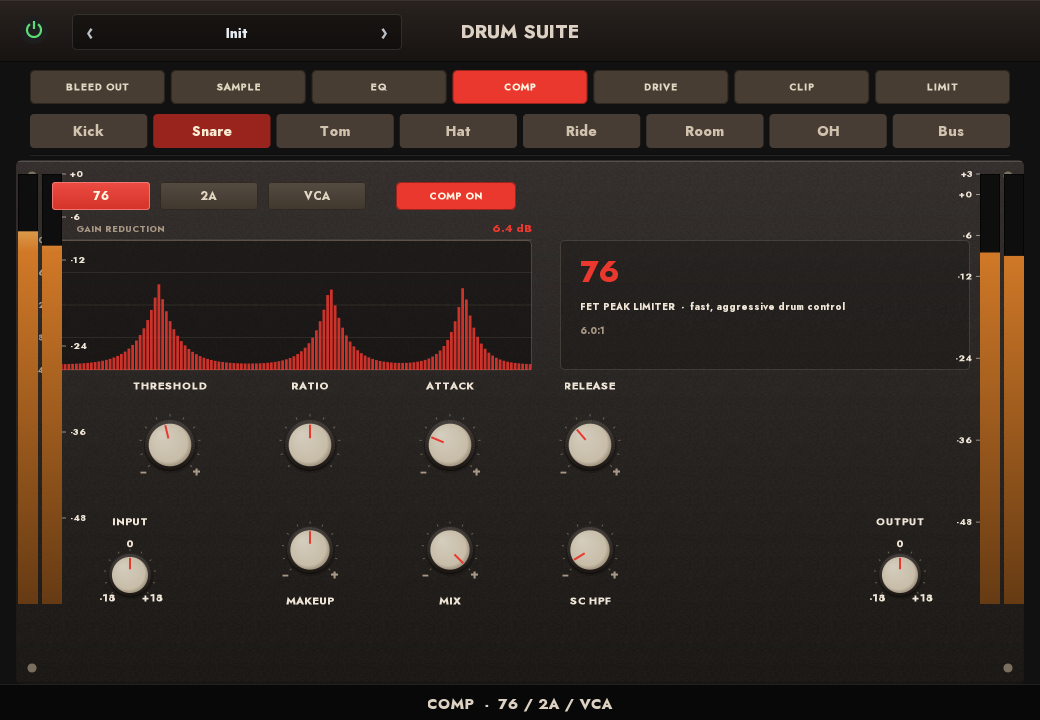 ‹ Init › DRUM SUITE
BLEED OUT SAMPLE EQ COMP DRIVE CLIP LIMIT
Kick Snare Tom Hat Ride Room OH Bus
+0 +3
76 2A VCA COMP ON +0
-6
GAIN REDUCTION 6.4 dB -6
-12
76 -12
FET PEAK LIMITER · fast, aggressive drum control
6.0:1
-24 -24
THRESHOLD RATIO ATTACK RELEASE
-36 -36
− + − + − + − +
-48 -48
INPUT OUTPUT
0 0
− + − + − +
-18 +18 MAKEUP MIX SC HPF -18 +18
COMP - 76 / 2A / VCA